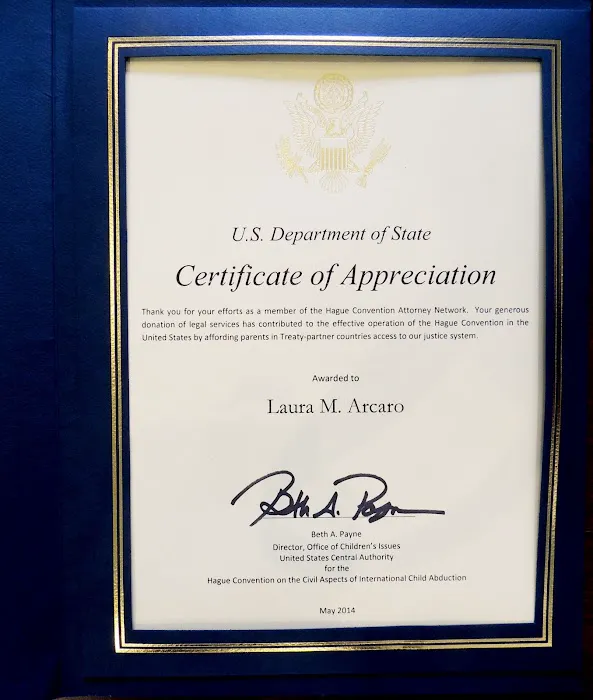 U.S. Department of State
Certificate of Appreciation
Thank you for your efforts as a member of the Hague Convention Attorney Network. Your generous
donation of legal services has contributed to the effective operation of the Hague Convention in the
United States by affording parents in Treaty-partner countries access to our justice system.
Awarded to
Laura M. Arcaro
Beth A. Payne
Beth A. Payne
Director, Office of Children's Issues
United States Central Authority
for the
Hague Convention on the Civil Aspects of International Child Abduction
May 2014